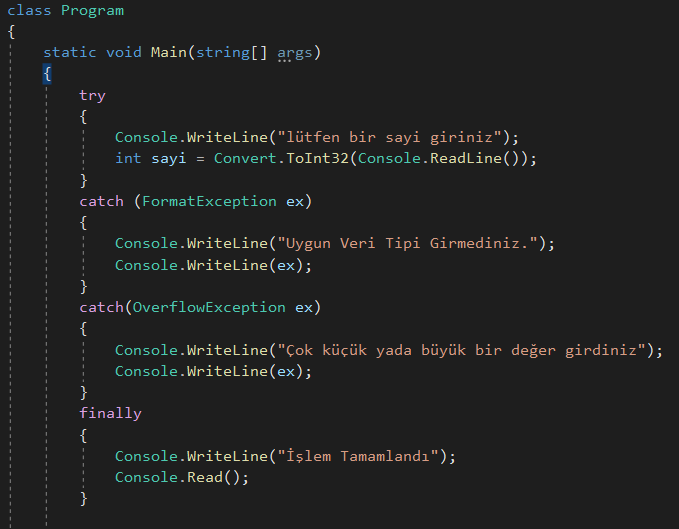 class Program
{
static void Main(string[] args)
{
try
{
Console.WriteLine("lütfen bir sayi giriniz");
int sayi = Convert.ToInt32(Console.ReadLine());
}
catch (FormatException ex)
{
Console.WriteLine("Uygun Veri Tipi Girmediniz.");
Console.WriteLine(ex);
}
catch(OverflowException ex)
{
Console.WriteLine("Çok küçük yada büyük bir değer girdiniz");
Console.WriteLine(ex);
}
finally
{
Console.WriteLine("İşlem Tamamlandı");
Console.Read();
}